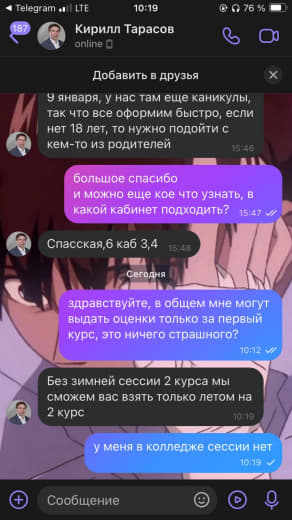 Telegram LTE 10:19 76 %
187 Кирилл Тарасов
online
Добавить в друзья
9 января, у нас там еще каникулы,
так что все оформим быстро, если
нет 18 лет, то нужно подойти с
кем-то из родителей
15:46
большое спасибо
и можно еще кое что узнать, в
какой кабинет подходить? 15:47
Спасская,6 каб 3,4 15:48
Сегодня
здравствуйте, в общем мне могут
выдать оценки только за первый
курс, это ничего страшного?
10:12
Без зимней сессии 2 курса мы
сможем вас взять только летом на
2 курс
10:19
у меня в колледже сессии нет
10:19
Сообщение